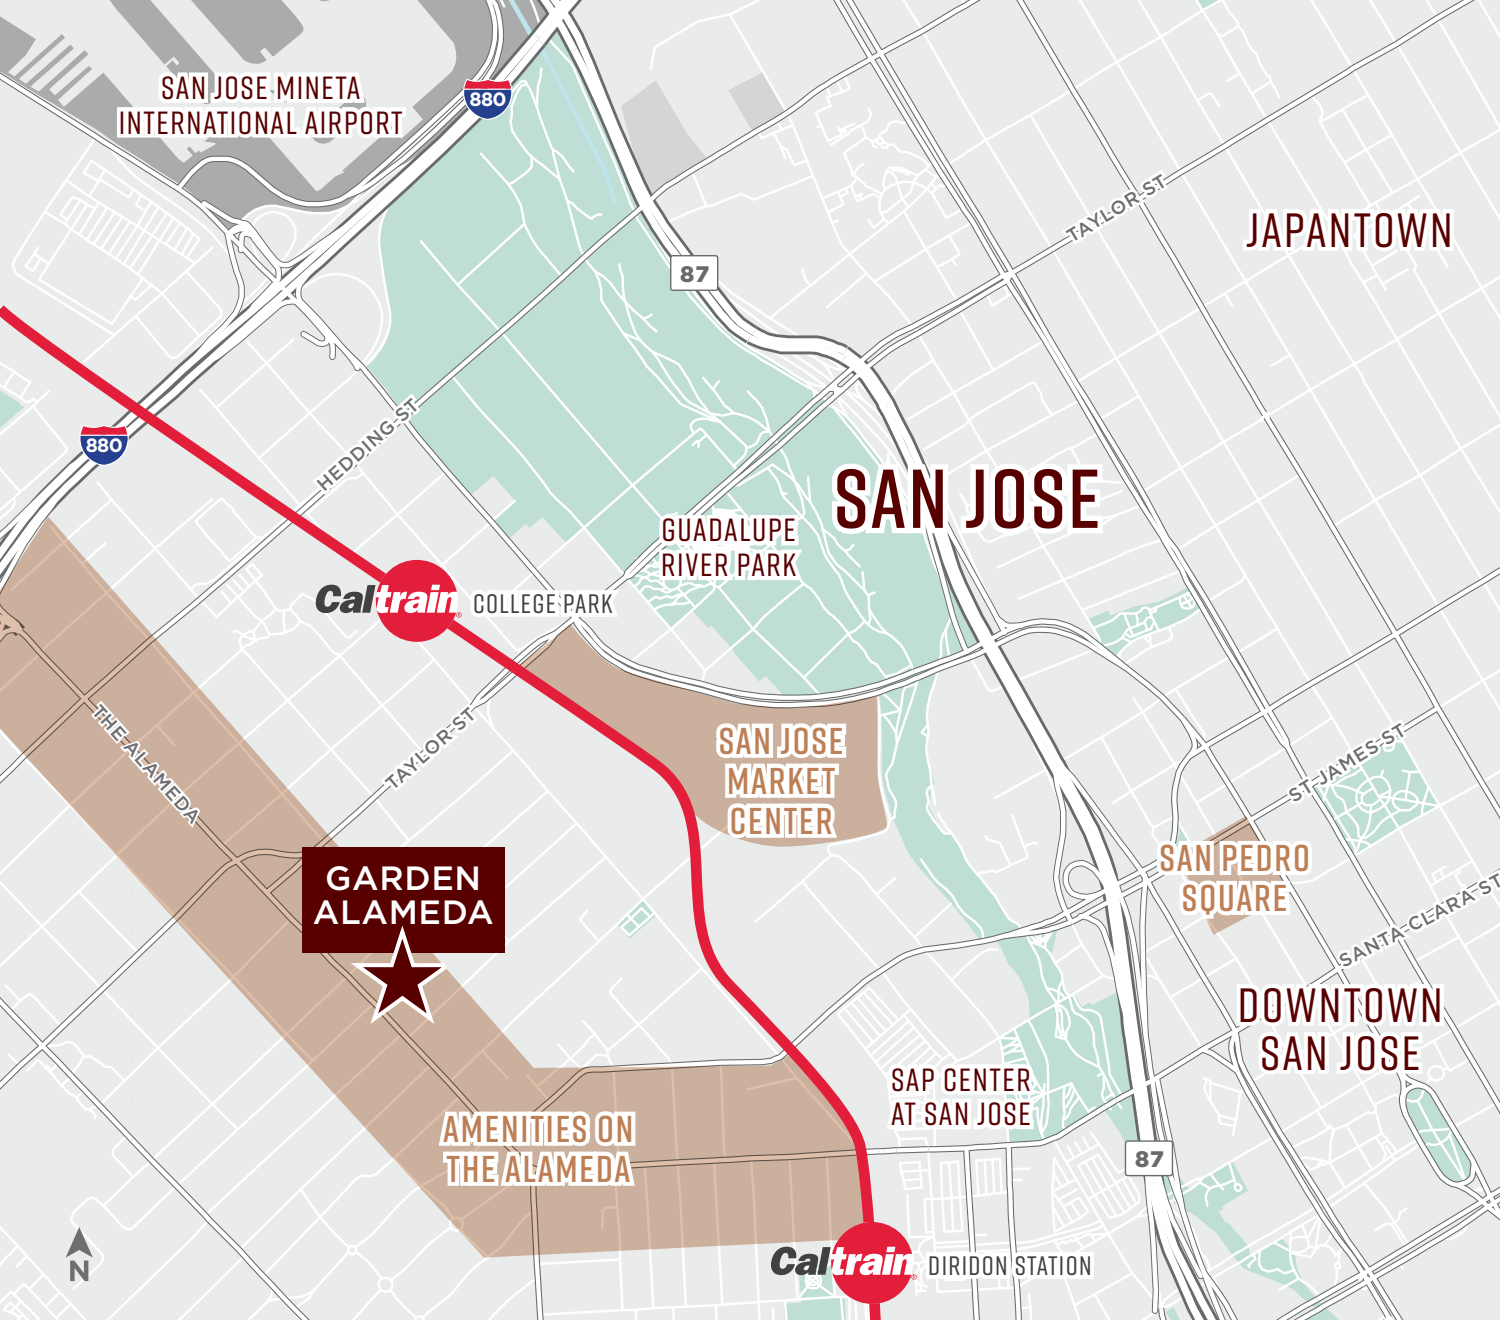 SAN JOSE MINETA
INTERNATIONAL AIRPORT
880
TAYLOR ST
JAPANTOWN
87
880
HEDDING ST
SAN JOSE
GUADALUPE
RIVER PARK
Caltrain
COLLEGE PARK
THE ALAMEDA
TAYLOR ST
SAN JOSE
MARKET
CENTER
ST JAMES ST
SAN PEDRO
SQUARE
GARDEN
ALAMEDA
SANTA CLARA ST
DOWNTOWN
SAN JOSE
SAP CENTER
AT SAN JOSE
AMENITIES ON
THE ALAMEDA
87
N
Caltrain
DIRIDON STATION